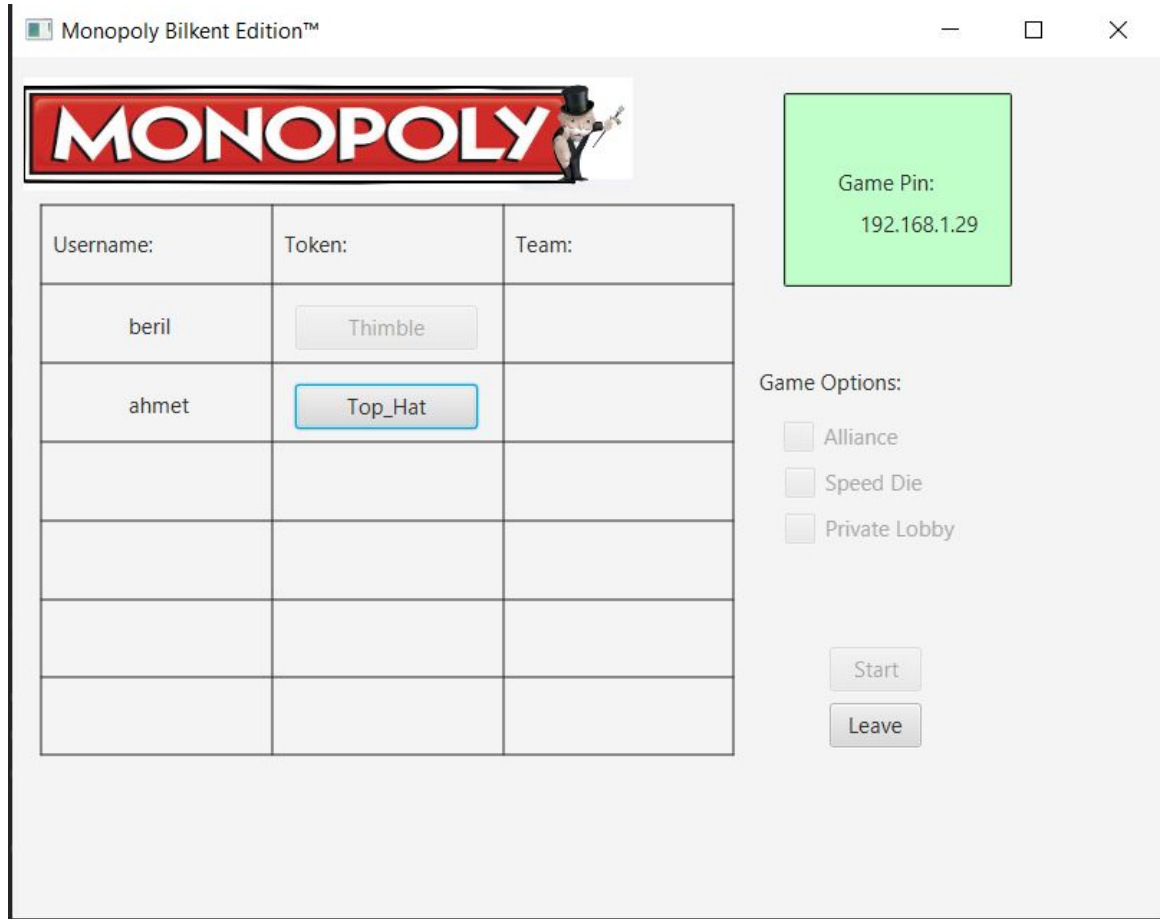 Monopoly Bilkent Edition™
MONOPOLY
Game Pin:
192.168.1.29
Username: Token: Team:
beril Thimble
ahmet Top_Hat
Game Options:
Alliance
Speed Die
Private Lobby
Start
Leave